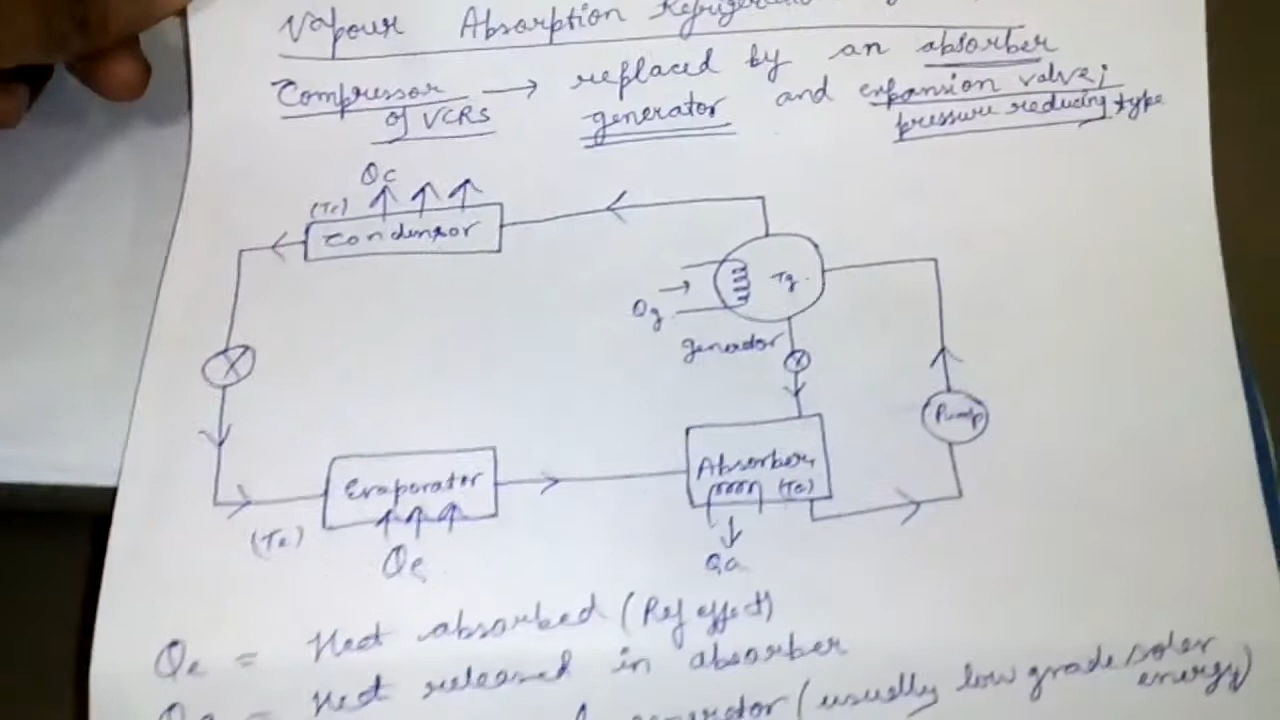 Vapour Absorption
Compressor → replaced by an absorber
of VCRS generator and expansion valve;
pressure reducing type
Qc
(Tc)
Condensor
Tg
Qg
generator
Pump
Absorber
(Ta)
Qa
Evaporator
(Te)
Qe
Qe = Heat absorbed (Ref effect)
= Heat released in absorber
generator (usually low grade/solar
energy)